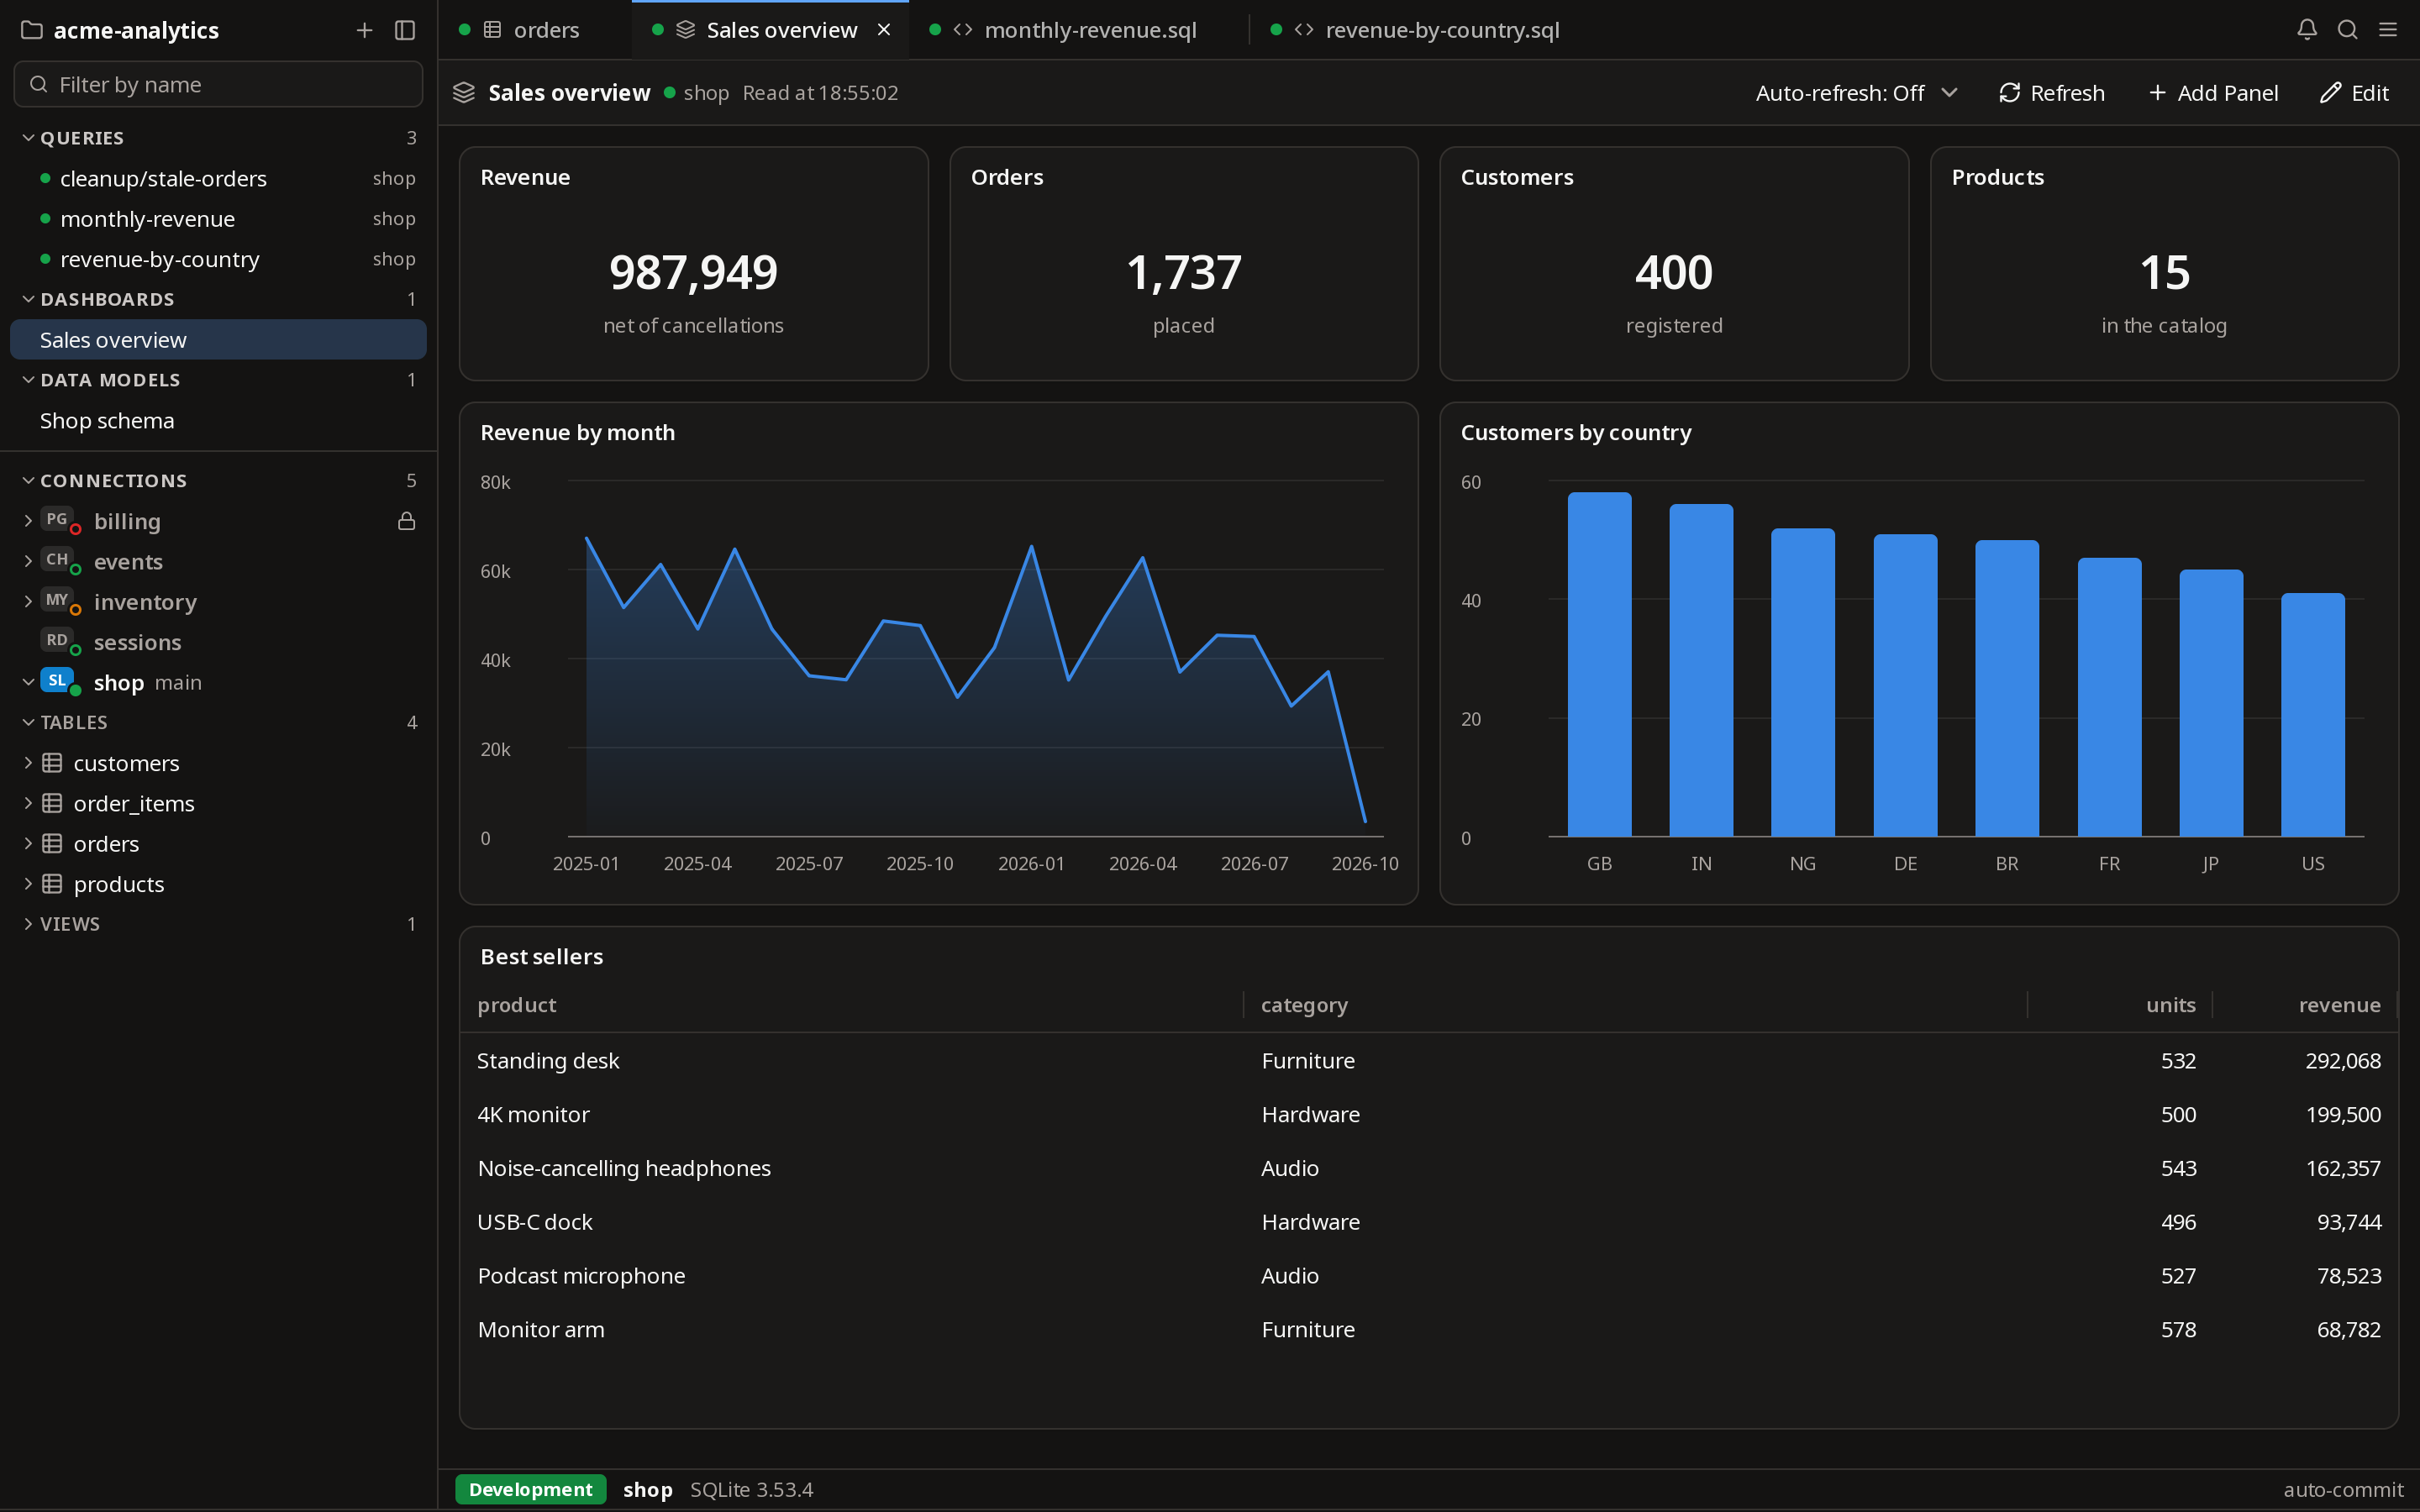 acme-analytics
Filter by name
QUERIES 3
cleanup/stale-orders shop
monthly-revenue shop
revenue-by-country shop
DASHBOARDS 1
Sales overview
DATA MODELS 1
Shop schema
CONNECTIONS 5
PG billing
CH events
MY inventory
RD sessions
SL shop main
TABLES 4
customers
order_items
orders
products
VIEWS 1
orders Sales overview monthly-revenue.sql revenue-by-country.sql
Sales overview shop Read at 18:55:02 Auto-refresh: Off Refresh Add Panel Edit
Revenue
987,949
net of cancellations
Orders
1,737
placed
Customers
400
registered
Products
15
in the catalog
Revenue by month
80k
60k
40k
20k
0
2025-01 2025-04 2025-07 2025-10 2026-01 2026-04 2026-07 2026-10
Customers by country
60
40
20
0
GB IN NG DE BR FR JP US
Best sellers
product category units revenue
Standing desk Furniture 532 292,068
4K monitor Hardware 500 199,500
Noise-cancelling headphones Audio 543 162,357
USB-C dock Hardware 496 93,744
Podcast microphone Audio 527 78,523
Monitor arm Furniture 578 68,782
Development shop SQLite 3.53.4 auto-commit